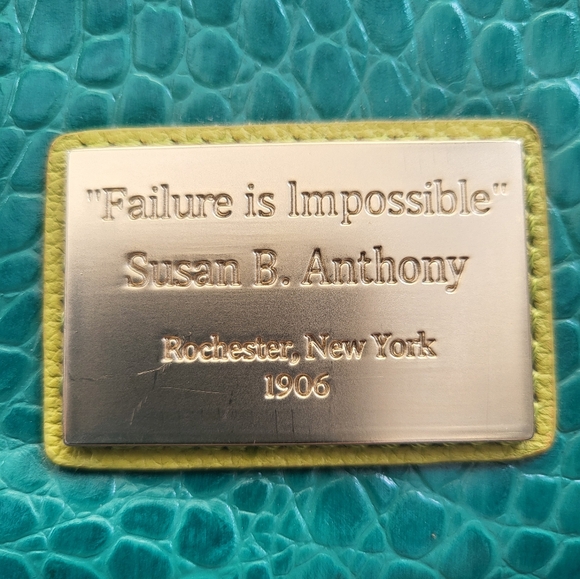 "Failure is Impossible"
Susan B. Anthony
Rochester, New York
1906